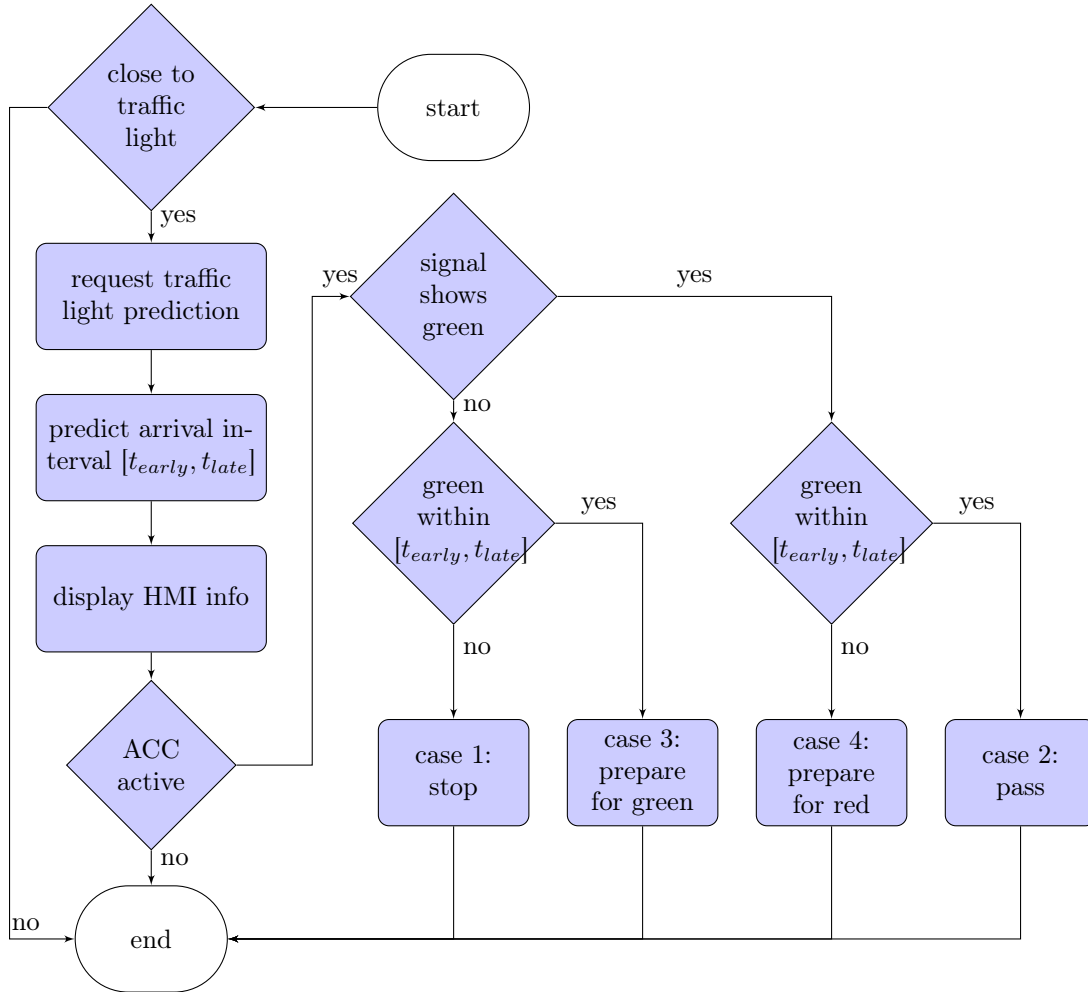 close to
traffic
light
start
yes
request traffic
light prediction
predict arrival in-
terval [t_early, t_late]
display HMI info
ACC
active
no
no
end
yes
signal
shows
green
yes
no
green
within
[t_early, t_late]
yes
no
green
within
[t_early, t_late]
yes
no
case 1:
stop
case 3:
prepare
for green
case 4:
prepare
for red
case 2:
pass